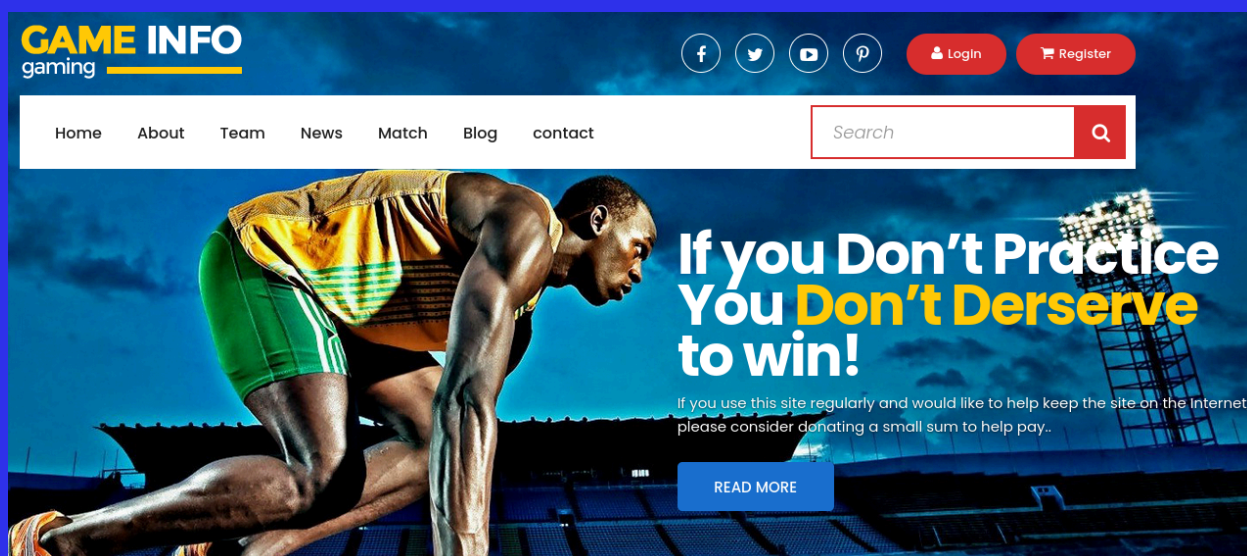 GAME INFO
gaming
Login
Register
Home
About
Team
News
Match
Blog
contact
Search
If you Don't Practice
You Don't Derserve
to win!
If you use this site regularly and would like to help keep the site on the Internet
please consider donating a small sum to help pay..
READ MORE